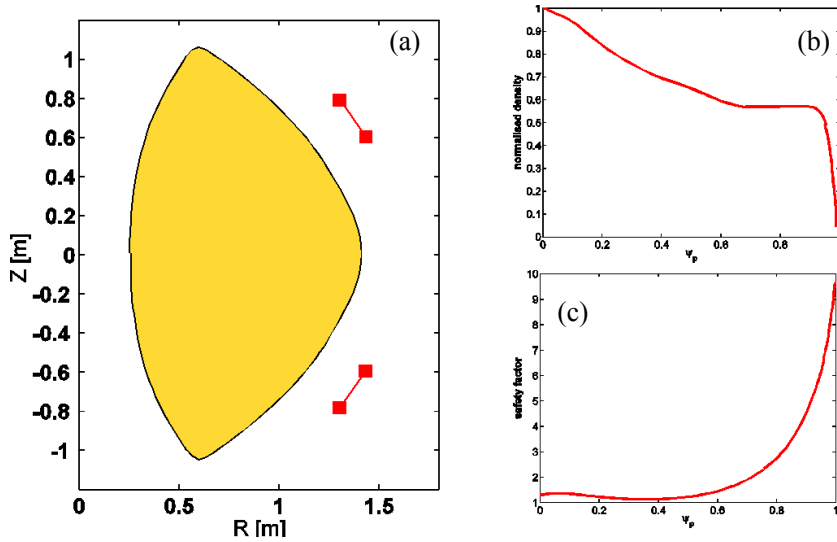 (a)
1
0.8
0.6
0.4
0.2
0
-0.2
-0.4
-0.6
-0.8
-1
Z [m]
0 0.5 1 1.5
R [m]
(b)
1
0.9
0.8
0.7
0.6
0.5
0.4
0.3
0.2
0.1
0
normalised density
0 0.2 0.4 0.6 0.8
Ψp
(c)
10
9
8
7
6
5
4
3
2
1
safety factor
0 0.2 0.4 0.6 0.8 1
Ψp